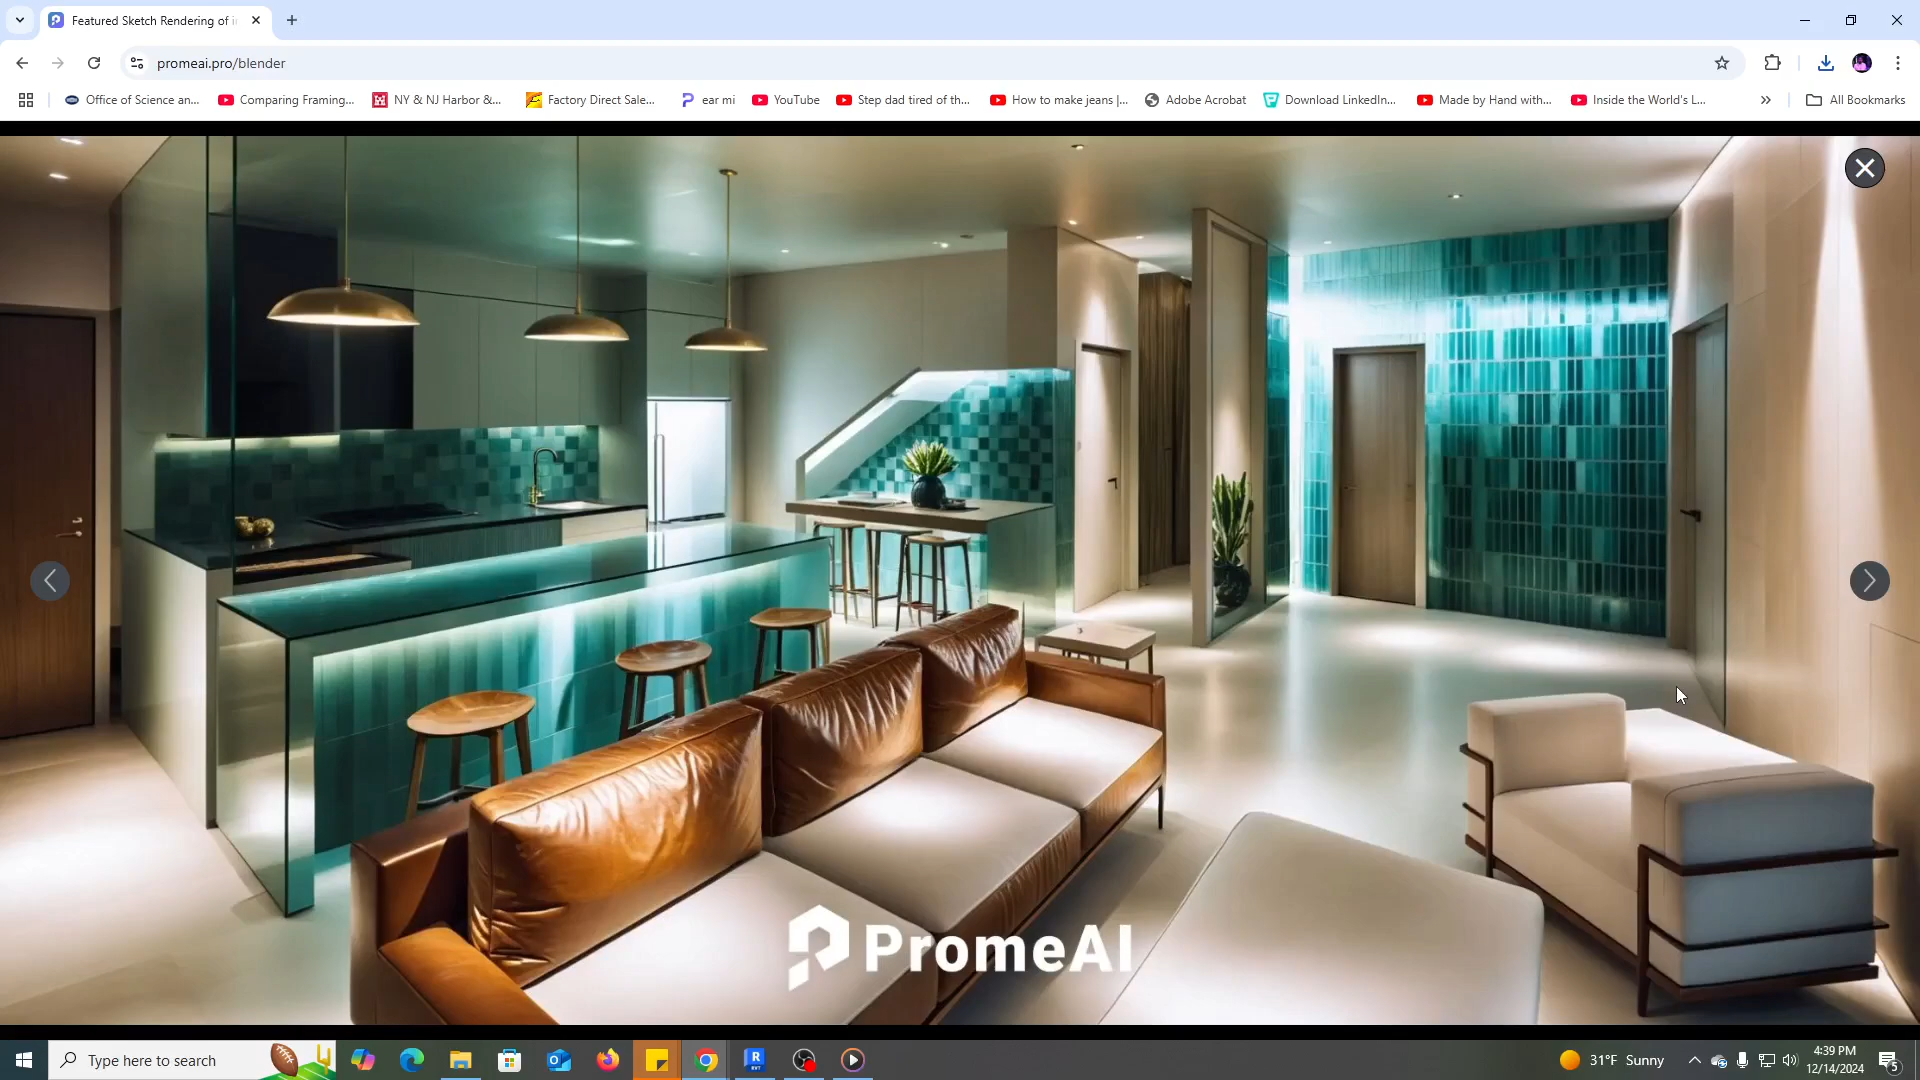 Featured Sketch Rendering of i
promeai.pro/blender
Office of Science an...
Comparing Framing...
NY & NJ Harbor &...
Factory Direct Sale...
ear mi
YouTube
Step dad tired of th...
How to make jeans |...
Adobe Acrobat
Download LinkedIn...
Made by Hand with...
Inside the World's L...
All Bookmarks
PromeAI
Type here to search
31°F Sunny
4:39 PM
12/14/2024
5